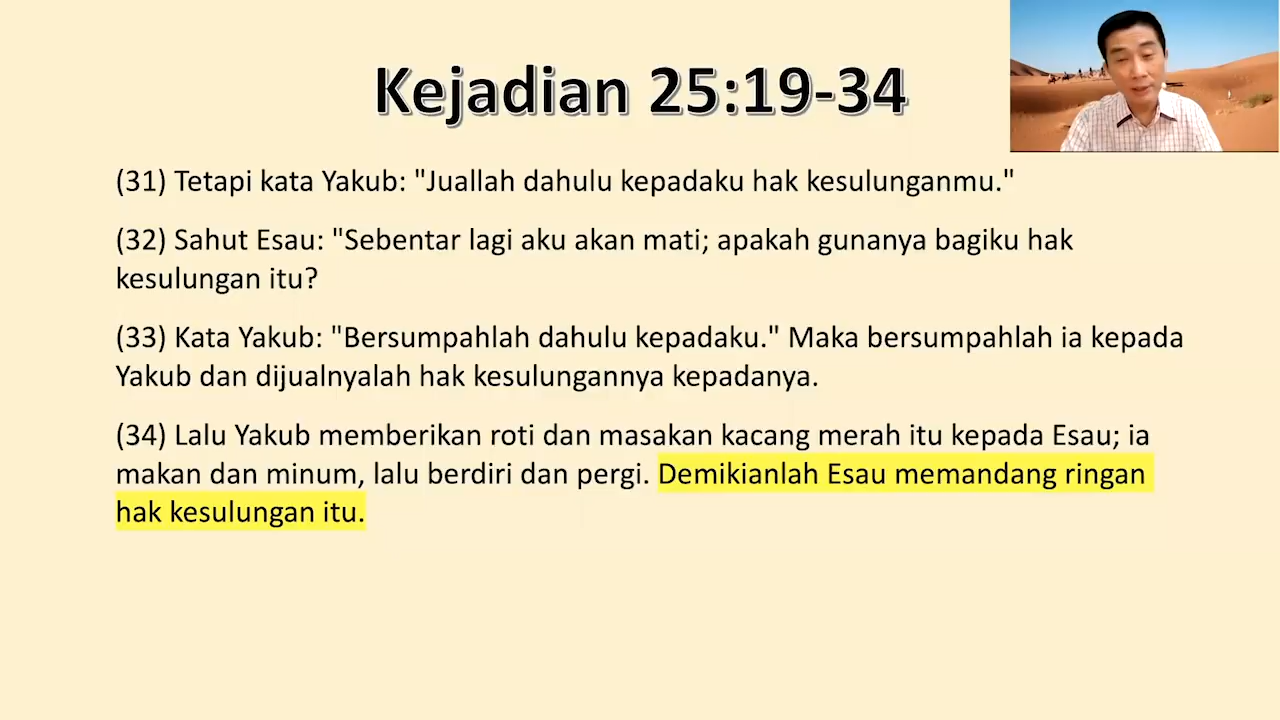 Kejadian 25:19-34
(31) Tetapi kata Yakub: "Juallah dahulu kepadaku hak kesulunganmu."
(32) Sahut Esau: "Sebentar lagi aku akan mati; apakah gunanya bagiku hak
kesulungan itu?
(33) Kata Yakub: "Bersumpahlah dahulu kepadaku." Maka bersumpahlah ia kepada
Yakub dan dijualnyalah hak kesulungannya kepadanya.
(34) Lalu Yakub memberikan roti dan masakan kacang merah itu kepada Esau; ia
makan dan minum, lalu berdiri dan pergi. Demikianlah Esau memandang ringan
hak kesulungan itu.